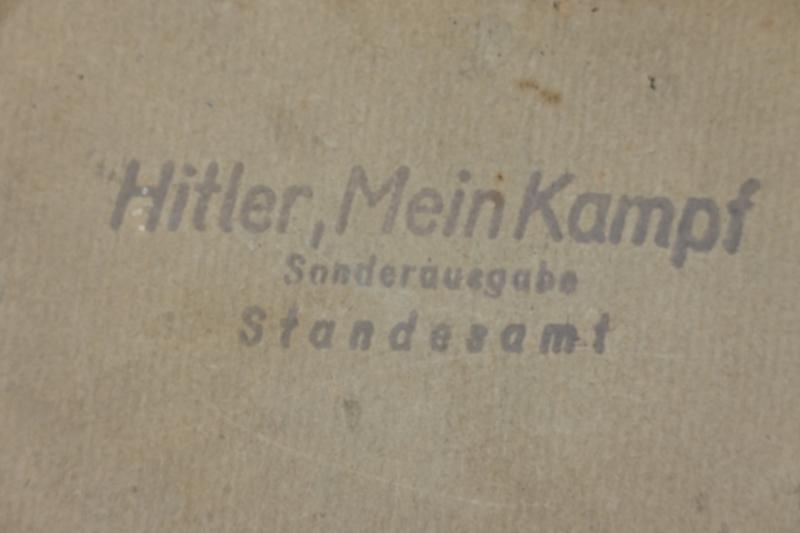 Hitler, Mein Kampf
Sonderausgabe
Standesamt